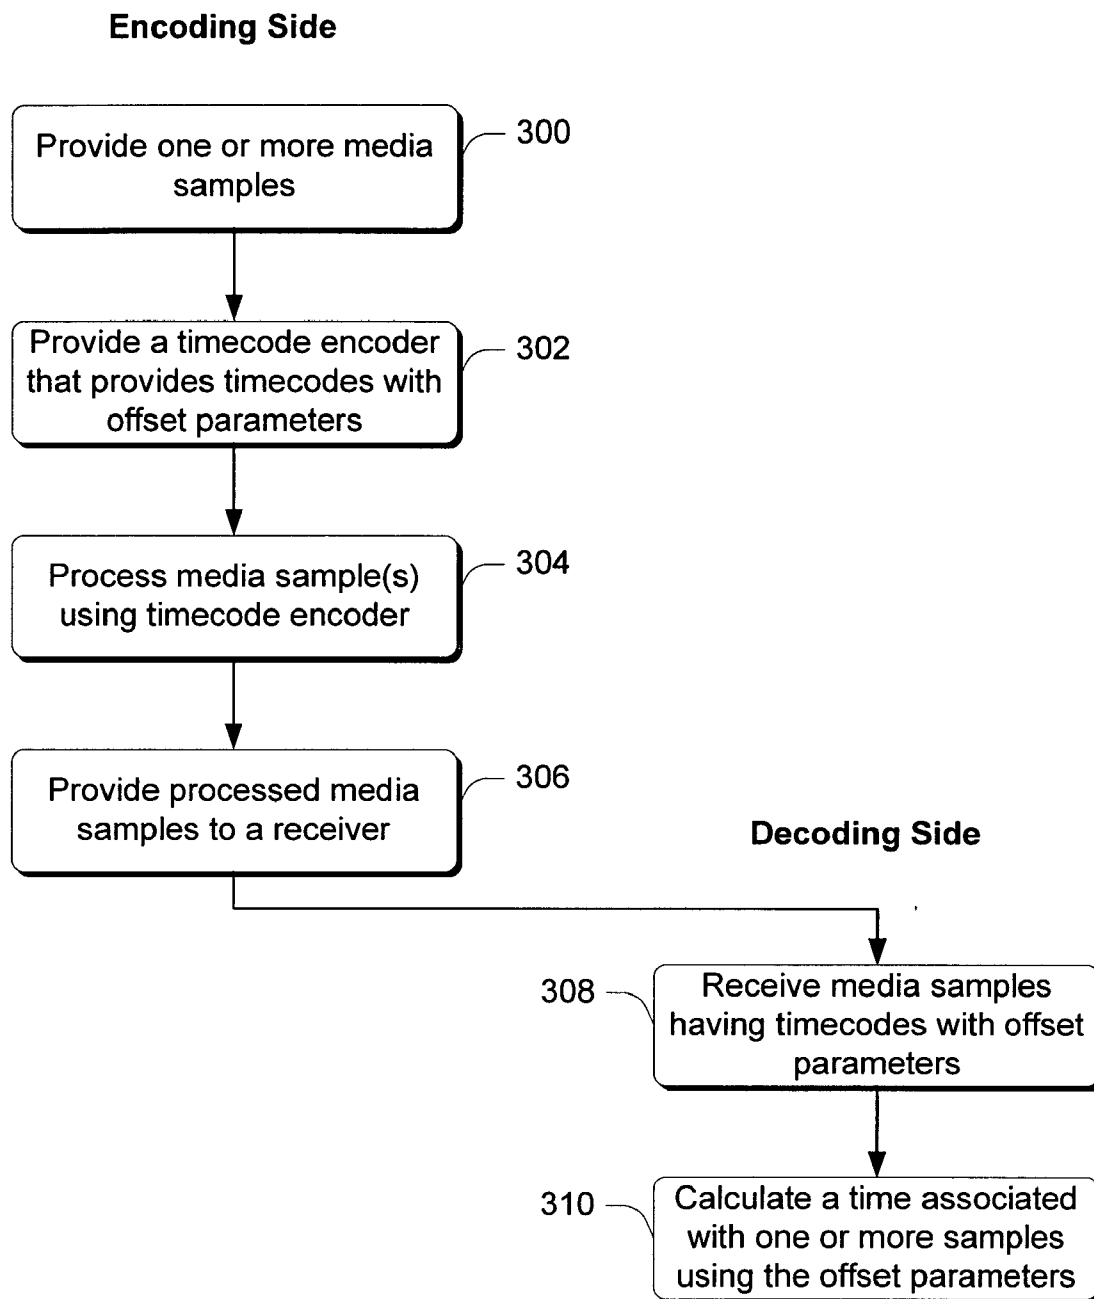 Encoding Side
Provide one or more media
samples
300
Provide a timecode encoder
that provides timecodes with
offset parameters
302
Process media sample(s)
using timecode encoder
304
Provide processed media
samples to a receiver
306
Decoding Side
308
Receive media samples
having timecodes with offset
parameters
310
Calculate a time associated
with one or more samples
using the offset parameters